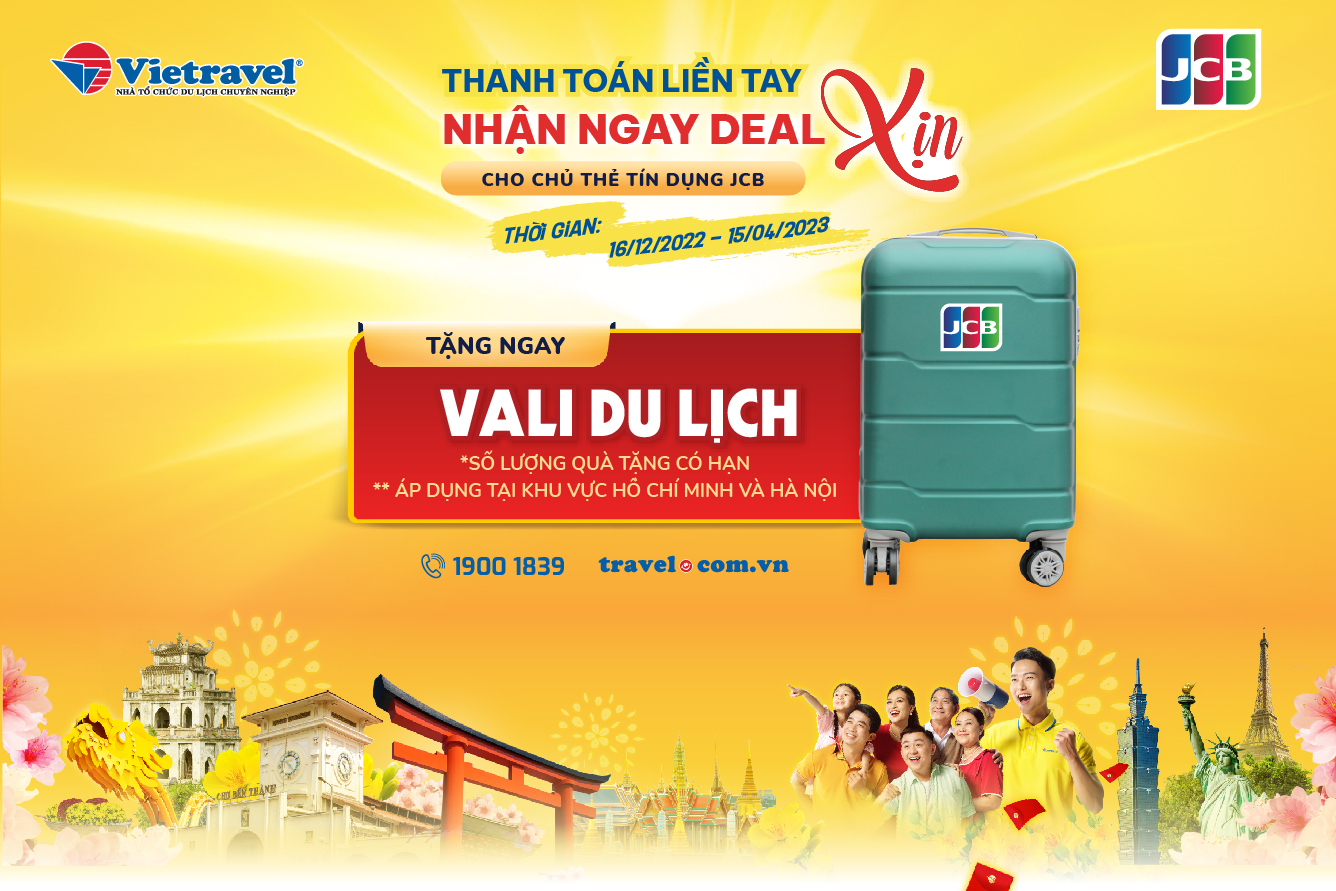 Vietravel®
NHÀ TỔ CHỨC DU LỊCH CHUYÊN NGHIỆP
JCB
THANH TOÁN LIỀN TAY
NHẬN NGAY DEAL Xịn
CHO CHỦ THẺ TÍN DỤNG JCB
THỜI GIAN: 16/12/2022 – 15/04/2023
JCB
TẶNG NGAY
VALI DU LỊCH
*SỐ LƯỢNG QUÀ TẶNG CÓ HẠN
** ÁP DỤNG TẠI KHU VỰC HỒ CHÍ MINH VÀ HÀ NỘI
1900 1839 travel.com.vn
CHỢ BẾN THÀNH